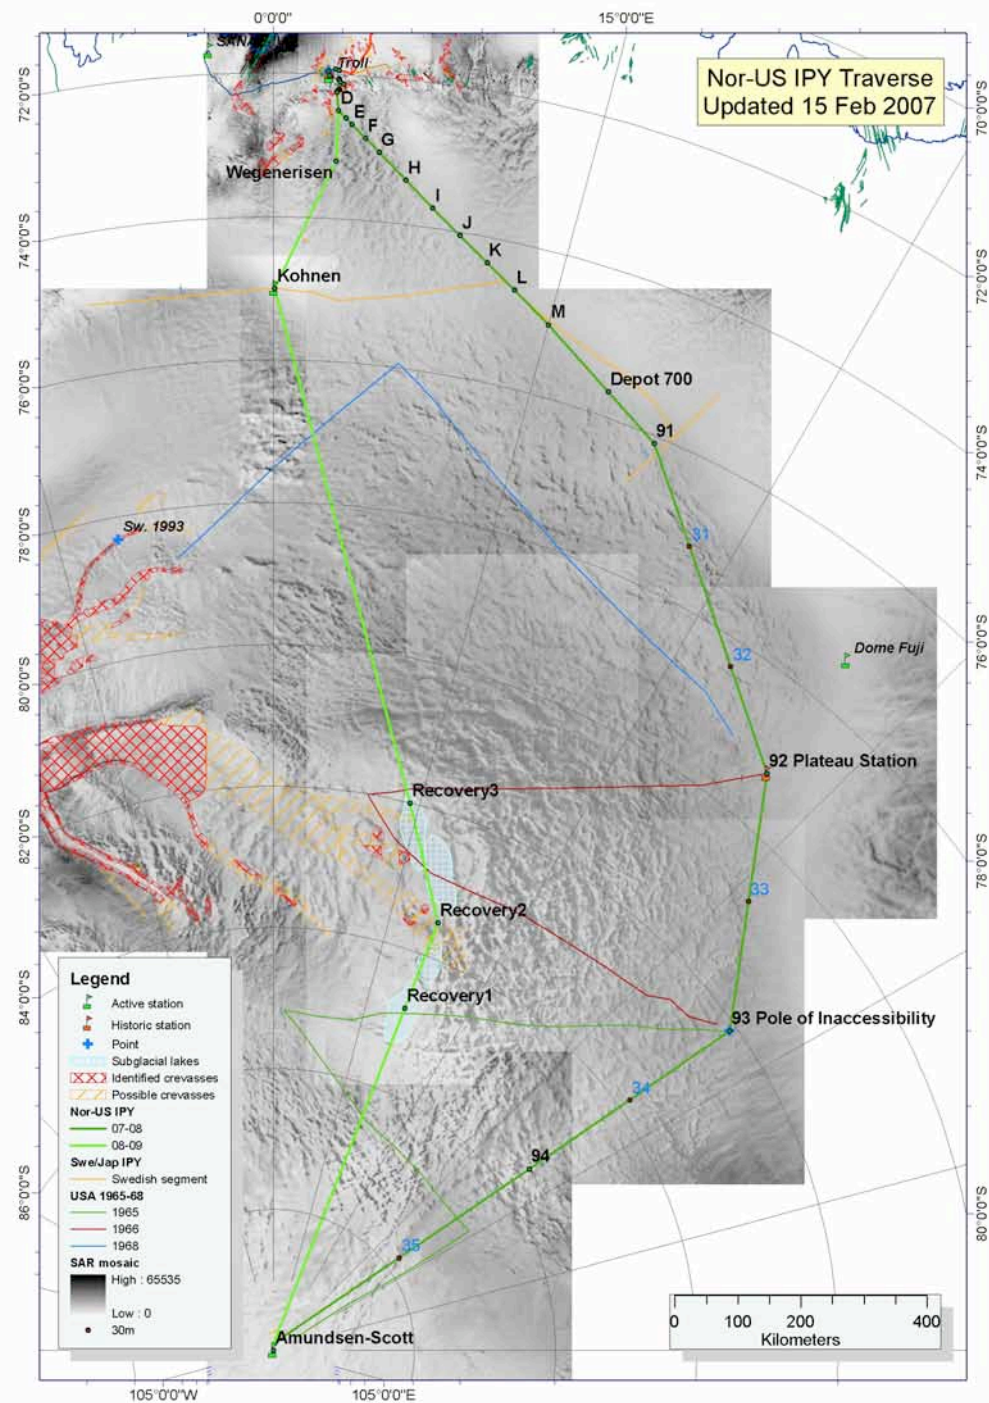 0°0'0"
15°0'0"E
SANAE
Troll
Nor-US IPY Traverse
Updated 15 Feb 2007
72°0'0"S
70°0'0"S
D
E
F
G
H
Wegenerisen
I
J
K
L
M
74°0'0"S
72°0'0"S
Kohnen
Depot 700
91
76°0'0"S
74°0'0"S
Sw. 1993
31
78°0'0"S
32
Dome Fuji
76°0'0"S
80°0'0"S
92 Plateau Station
Recovery3
82°0'0"S
78°0'0"S
33
Recovery2
Recovery1
84°0'0"S
93 Pole of Inaccessibility
34
94
86°0'0"S
80°0'0"S
35
Amundsen-Scott
Legend
Active station
Historic station
Point
Subglacial lakes
Identified crevasses
Possible crevasses
Nor-US IPY
07-08
08-09
Swe/Jap IPY
Swedish segment
USA 1965-68
1965
1966
1968
SAR mosaic
High : 65535
Low : 0
30m
0 100 200 400
Kilometers
105°0'0"W
105°0'0"E